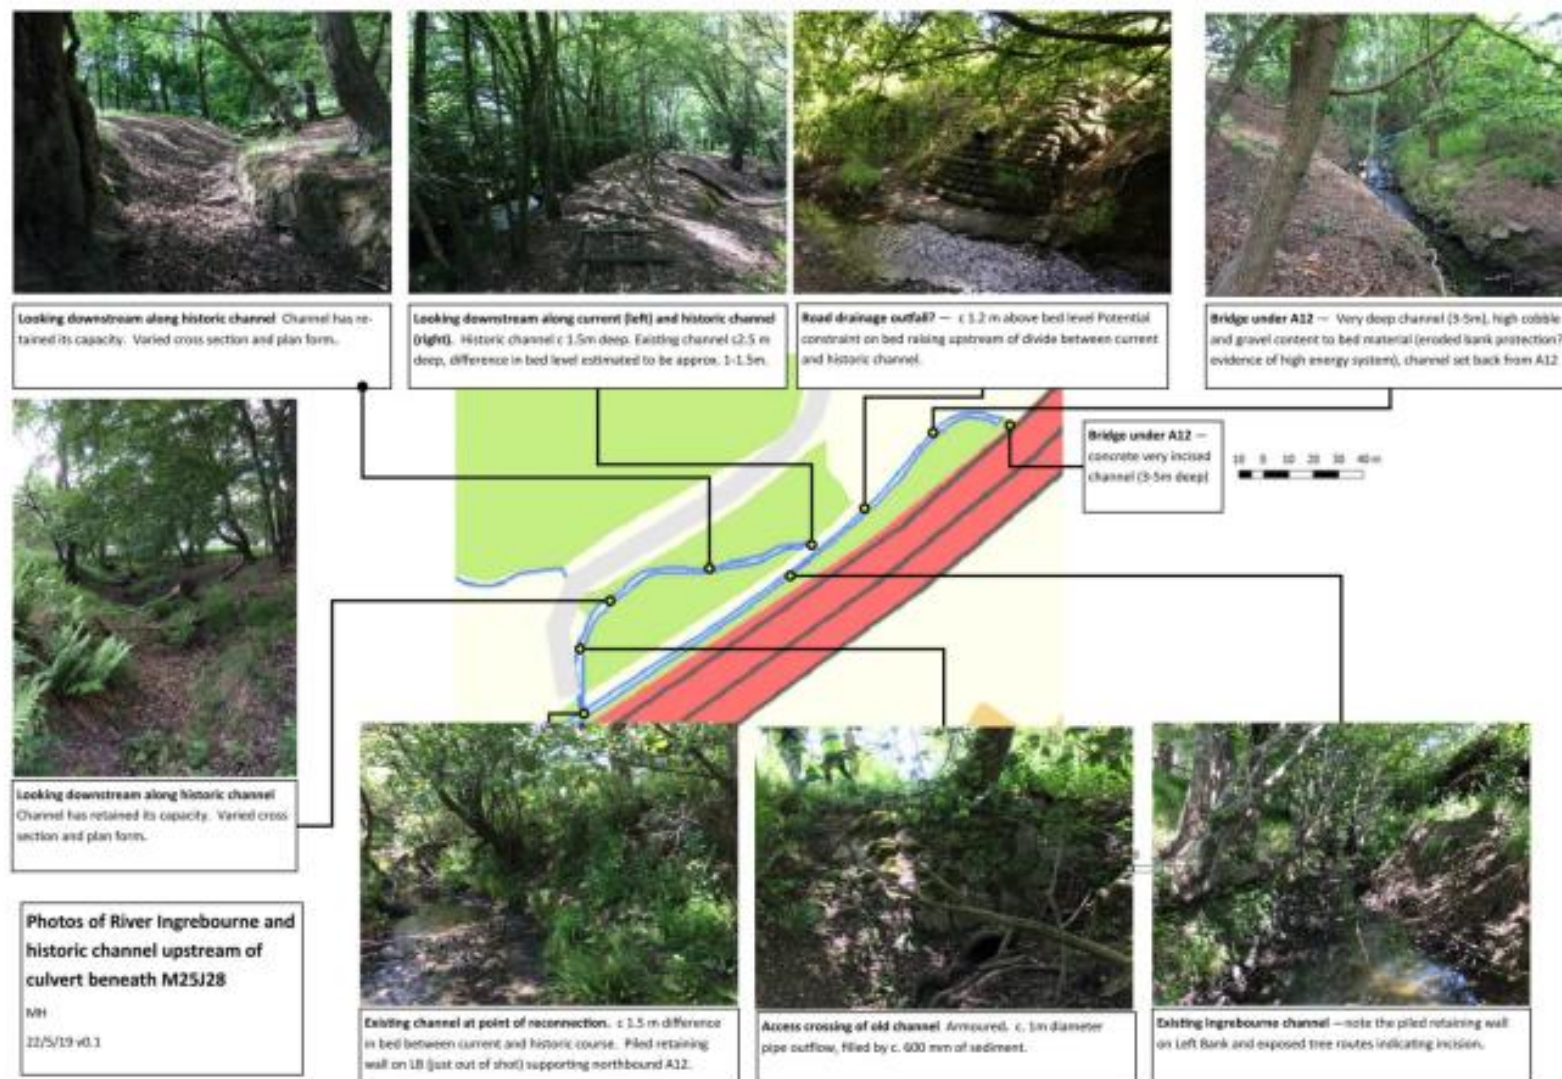 Looking downstream along historic channel Channel has re-
tained its capacity. Varied cross section and plan form.
Looking downstream along current (left) and historic channel
(right). Historic channel c 1.5m deep. Existing channel c2.5 m
deep, difference in bed level estimated to be approx. 1-1.5m.
Road drainage outfall? — c 1.2 m above bed level Potential
constraint on bed raising upstream of divide between current
and historic channel.
Bridge under A12 — Very deep channel (3-5m), high cobble
and gravel content to bed material (eroded bank protection?
evidence of high energy system), channel set back from A12
Bridge under A12 —
concrete very incised
channel (3-5m deep)
10 0 10 20 30 40 m
Looking downstream along historic channel
Channel has retained its capacity. Varied cross
section and plan form.
Photos of River Ingrebourne and
historic channel upstream of
culvert beneath M25J28
MH
22/5/19 v0.1
Existing channel at point of reconnection. c 1.5 m difference
in bed between current and historic course. Piled retaining
wall on LB (just out of shot) supporting northbound A12.
Access crossing of old channel Armoured. c. 1m diameter
pipe outflow, filled by c. 600 mm of sediment.
Existing Ingrebourne channel —note the piled retaining wall
on Left Bank and exposed tree routes indicating incision.